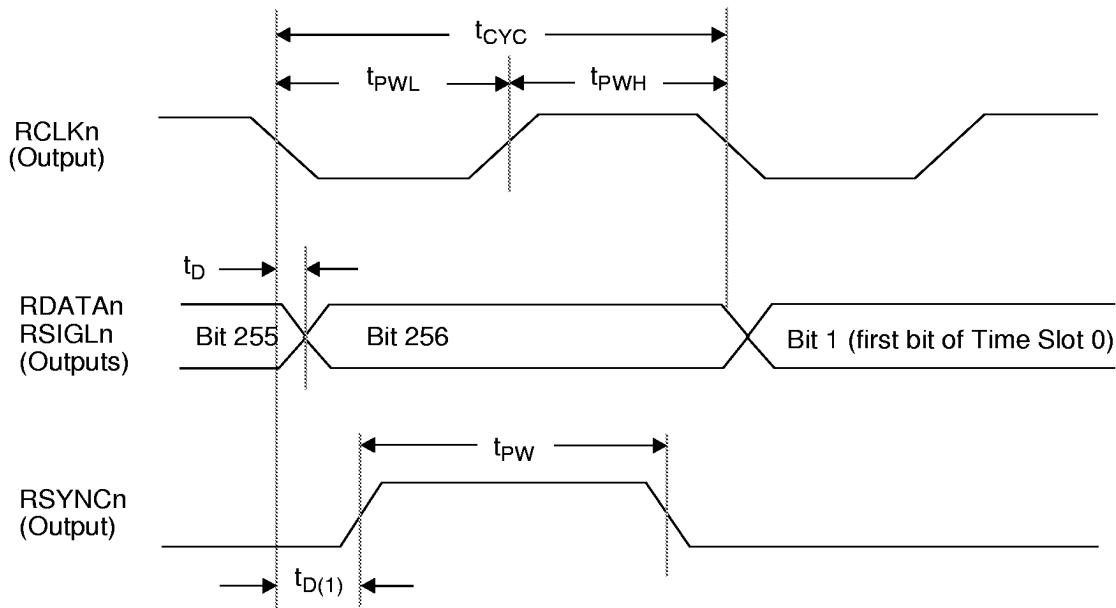 tCYC
tPWL
tPWH
RCLKn
(Output)
tD
RDATAn
RSIGLn
(Outputs)
Bit 255
Bit 256
Bit 1 (first bit of Time Slot 0)
tPW
RSYNCn
(Output)
tD(1)